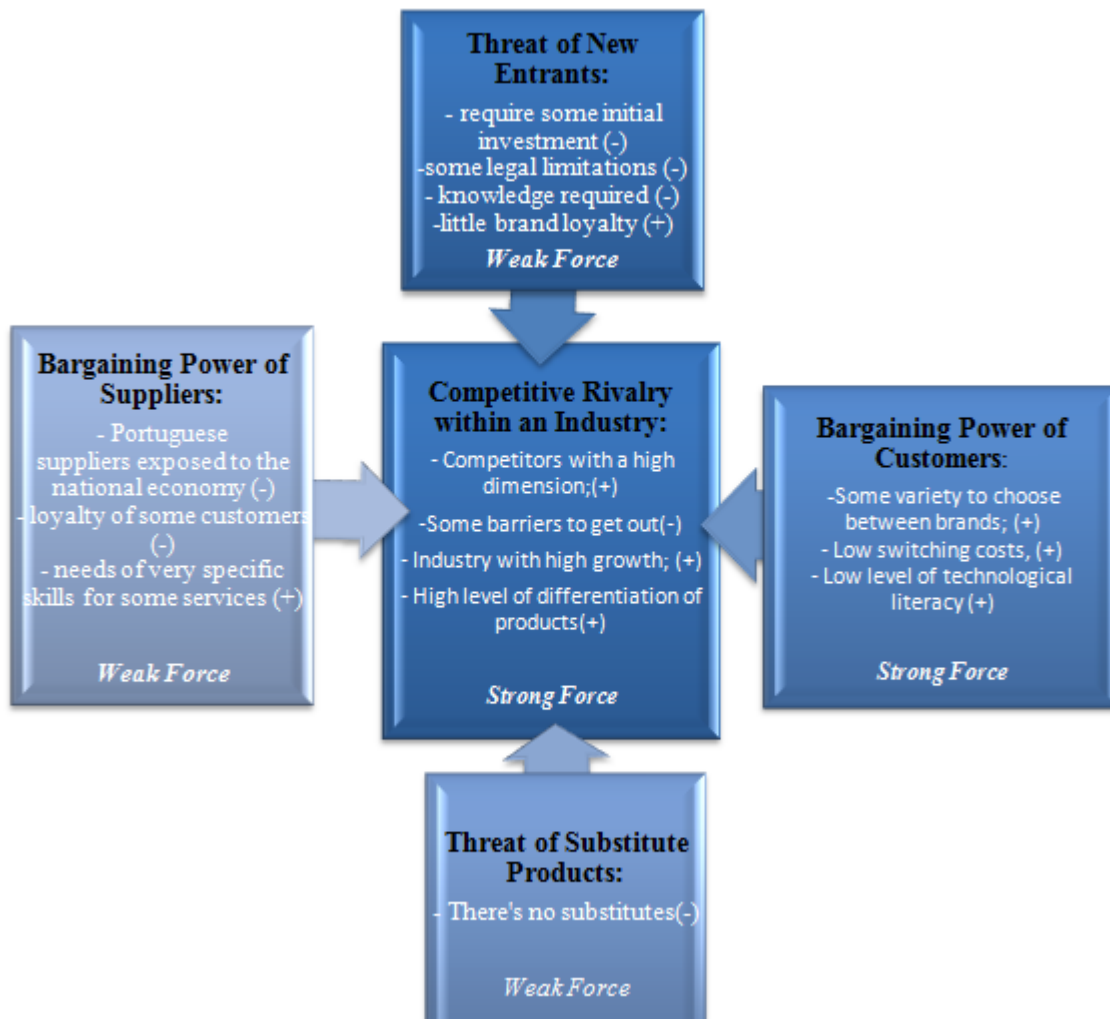 Threat of New
Entrants:
- require some initial
investment (-)
-some legal limitations (-)
- knowledge required (-)
-little brand loyalty (+)
Weak Force
Bargaining Power of
Suppliers:
- Portuguese
suppliers exposed to the
national economy (-)
- loyalty of some customers
(-)
- needs of very specific
skills for some services (+)
Weak Force
Competitive Rivalry
within an Industry:
- Competitors with a high
dimension;(+)
-Some barriers to get out(-)
- Industry with high growth; (+)
- High level of differentiation of
products(+)
Strong Force
Bargaining Power of
Customers:
-Some variety to choose
between brands; (+)
- Low switching costs, (+)
- Low level of technological
literacy (+)
Strong Force
Threat of Substitute
Products:
- There's no substitutes(-)
Weak Force